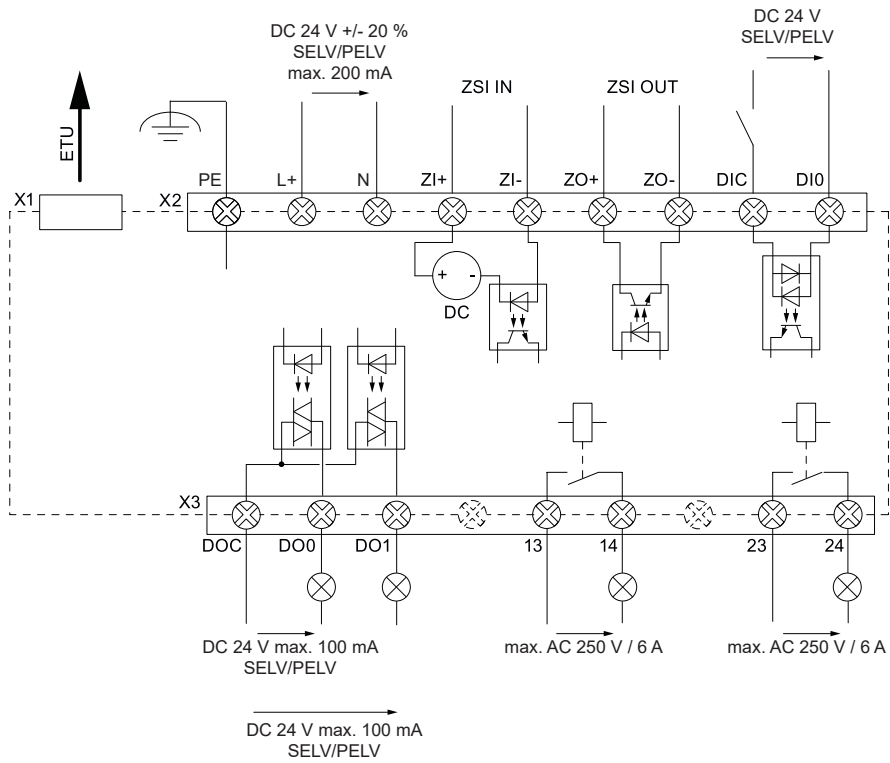 DC 24 V +/- 20 %
SELV/PELV
max. 200 mA
DC 24 V
SELV/PELV
ZSI IN
ZSI OUT
ETU
X1
X2
PE
L+
N
ZI+
ZI-
ZO+
ZO-
DIC
DI0
+
-
DC
X3
DOC
DO0
DO1
13
14
23
24
DC 24 V max. 100 mA
SELV/PELV
max. AC 250 V / 6 A
max. AC 250 V / 6 A
DC 24 V max. 100 mA
SELV/PELV